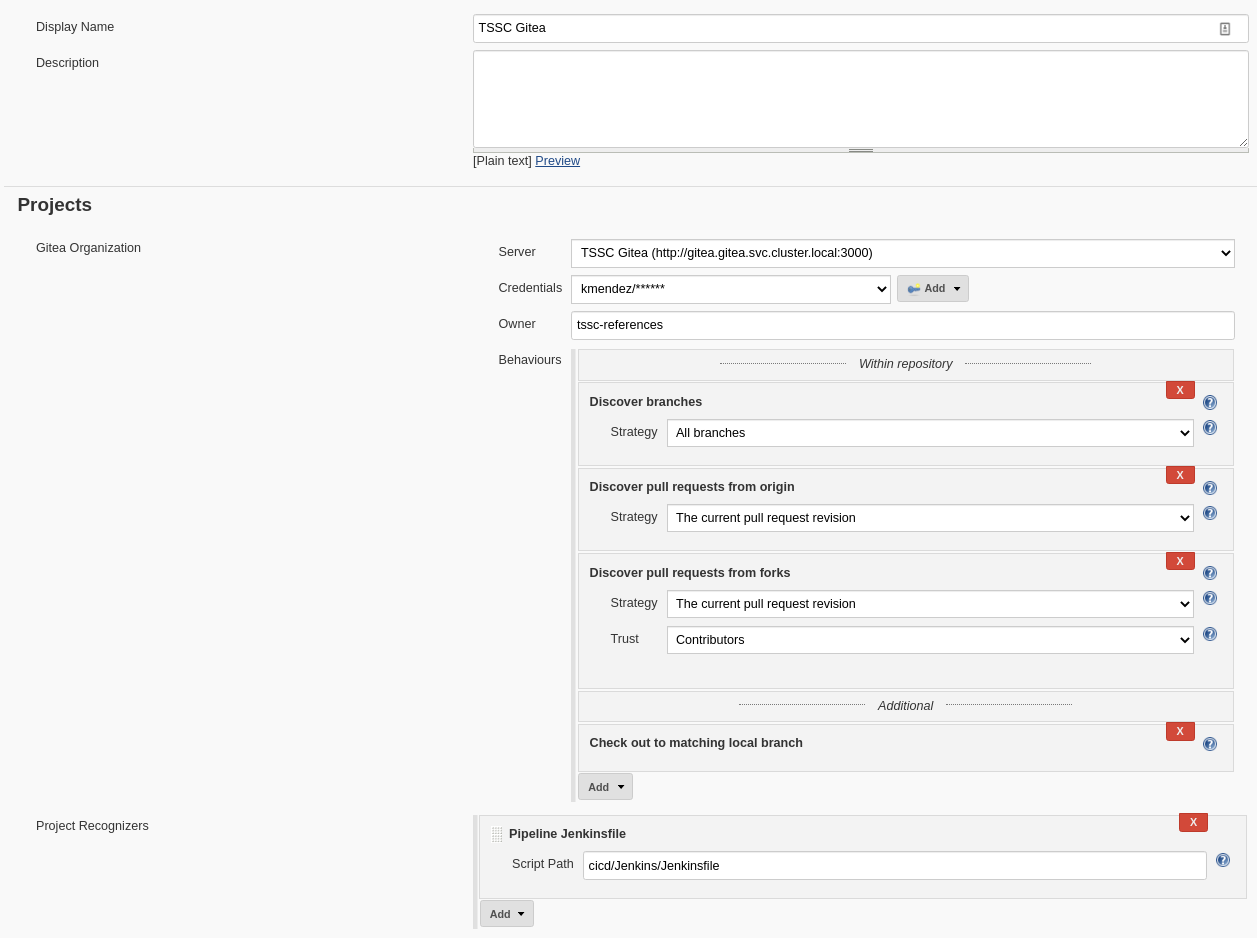 Display Name
TSSC Gitea
Description
[Plain text] Preview
Projects
Gitea Organization
Server
TSSC Gitea (http://gitea.gitea.svc.cluster.local:3000)
Credentials
kmendez/******
Add
Owner
tssc-references
Behaviours
Within repository
X
Discover branches
?
Strategy
All branches
?
X
Discover pull requests from origin
?
Strategy
The current pull request revision
?
X
Discover pull requests from forks
?
Strategy
The current pull request revision
?
Trust
Contributors
?
Additional
X
Check out to matching local branch
?
Add
Project Recognizers
X
Pipeline Jenkinsfile
Script Path
cicd/Jenkins/Jenkinsfile
?
Add